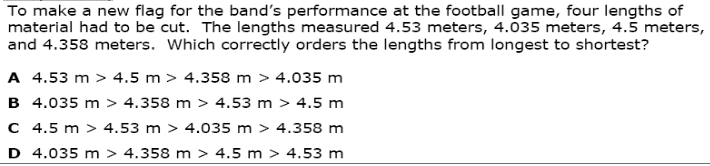 To make a new flag for the band's performance at the football game, four lengths of
material had to be cut.  The lengths measured 4.53 meters, 4.035 meters, 4.5 meters,
and 4.358 meters.  Which correctly orders the lengths from longest to shortest?
A 4.53 m > 4.5 m > 4.358 m > 4.035 m
B 4.035 m > 4.358 m > 4.53 m > 4.5 m
C 4.5 m > 4.53 m > 4.035 m > 4.358 m
D 4.035 m > 4.358 m > 4.5 m > 4.53 m